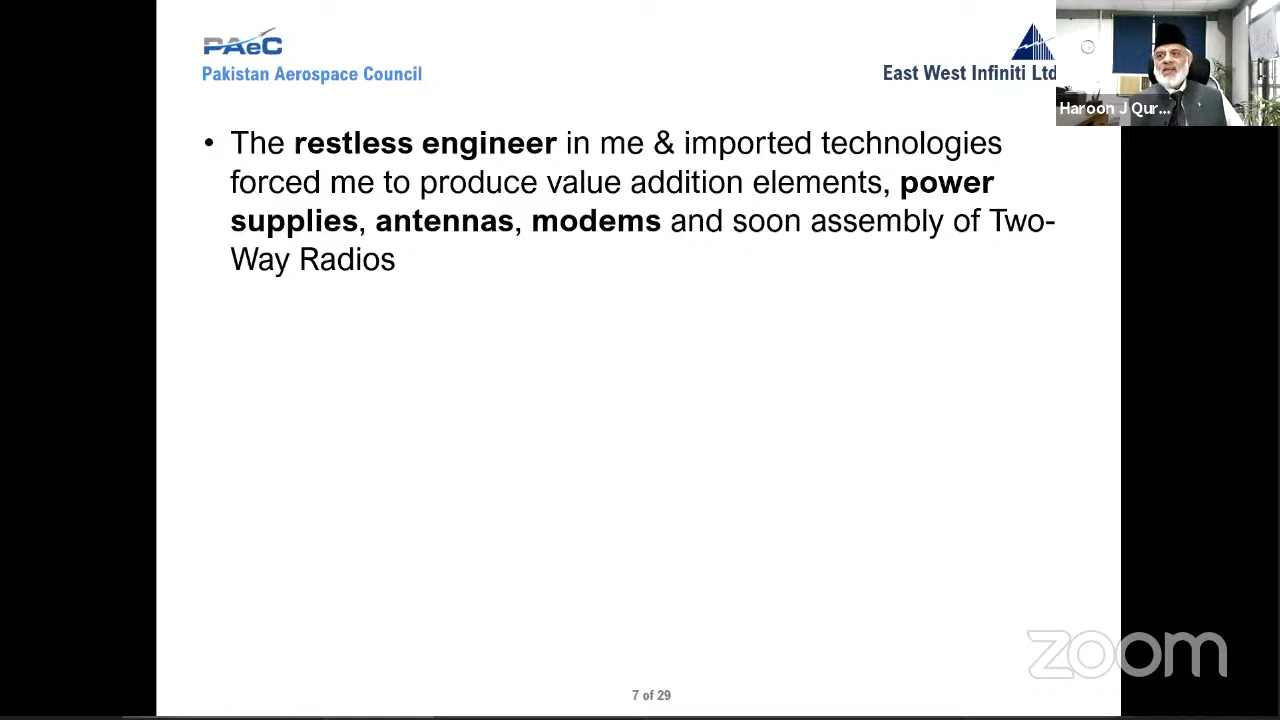 PAeC
Pakistan Aerospace Council
East West Infiniti Ltd
Haroon J Qur...
• The restless engineer in me & imported technologies
forced me to produce value addition elements, power
supplies, antennas, modems and soon assembly of Two-
Way Radios
zoom
7 of 29